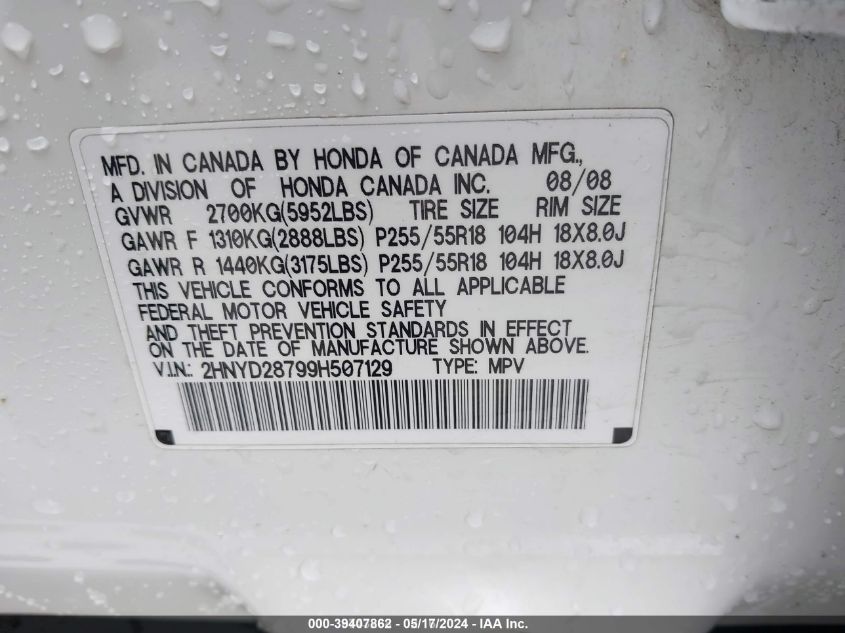 MFD. IN CANADA BY HONDA OF CANADA MFG.,
A DIVISION OF HONDA CANADA INC. 08/08
GVWR 2700KG(5952LBS) TIRE SIZE RIM SIZE
GAWR F 1310KG(2888LBS) P255/55R18 104H 18X8.0J
GAWR R 1440KG(3175LBS) P255/55R18 104H 18X8.0J
THIS VEHICLE CONFORMS TO ALL APPLICABLE
FEDERAL MOTOR VEHICLE SAFETY
AND THEFT PREVENTION STANDARDS IN EFFECT
ON THE DATE OF MANUFACTURE SHOWN ABOVE.
V.I.N.: 2HNYD28799H507129 TYPE: MPV
000-39407862 - 05/17/2024 - IAA Inc.